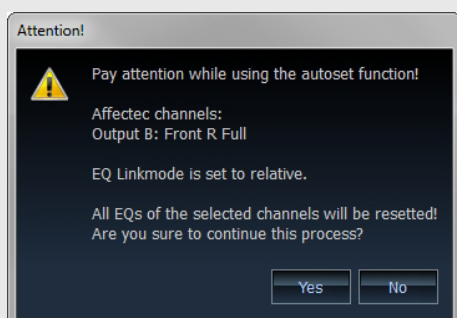 Attention!
Pay attention while using the autoset function!
Affectec channels:
Output B: Front R Full
EQ Linkmode is set to relative.
All EQs of the selected channels will be resetted!
Are you sure to continue this process?
Yes No